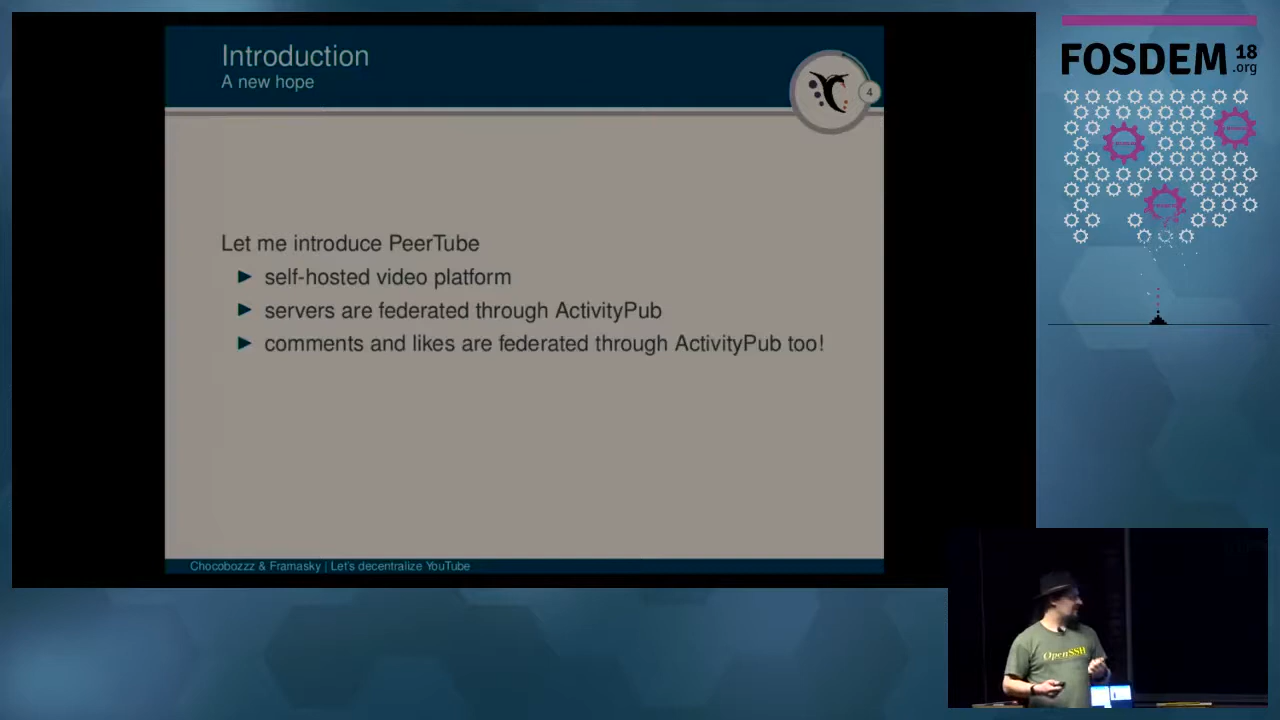 Introduction
A new hope
4
Let me introduce PeerTube
self-hosted video platform
servers are federated through ActivityPub
comments and likes are federated through ActivityPub too!
Chocobozzz & Framasky | Let's decentralize YouTube
FOSDEM 18
.org
OpenSSH